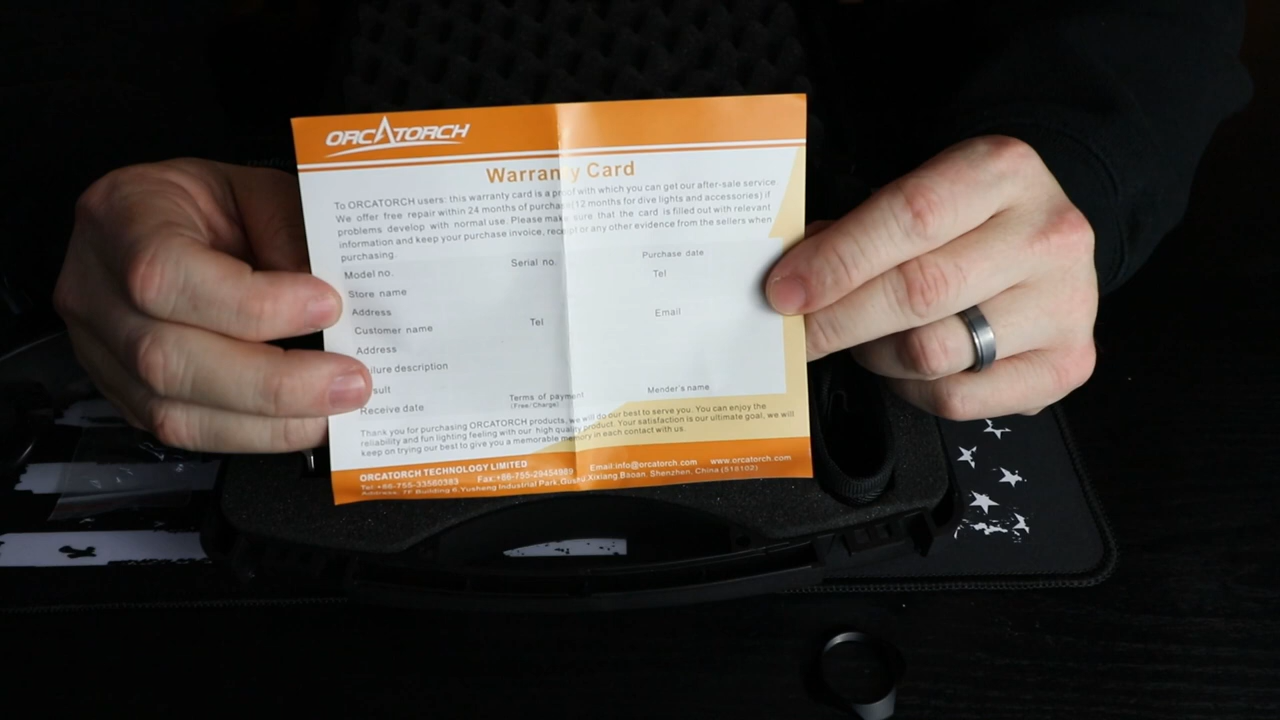 ORCATORCH
Warranty Card
To ORCATORCH users: this warranty card is a proof with which you can get our after-sale service
We offer free repair within 24 months of purchase(12 months for dive lights and accessories) if
problems develop with normal use. Please make sure that the card is filled out with relevant
information and keep your purchase invoice, receipt or any other evidence from the sellers when
purchasing.
Model no. Serial no. Purchase date
Store name Tel
Address
Customer name Tel Email
Address
ilure description
sult
Receive date Terms of payment Mender's name
(Free/Charge)
Thank you for purchasing ORCATORCH products, we will do our best to serve you. You can enjoy the
reliability and fun lighting feeling with our high quality product. Your satisfaction is our ultimate goal, we will
keep on trying our best to give you a memorable memory in each contact with us.
ORCATORCH TECHNOLOGY LIMITED
Tel:+86-755-33560383 Fax:+86-755-29454989 Email:info@orcatorch.com www.orcatorch.com
Address: 7F Building 6,Yusheng Industrial Park,Gushu,Xixiang Baoan, Shenzhen, China (518102)